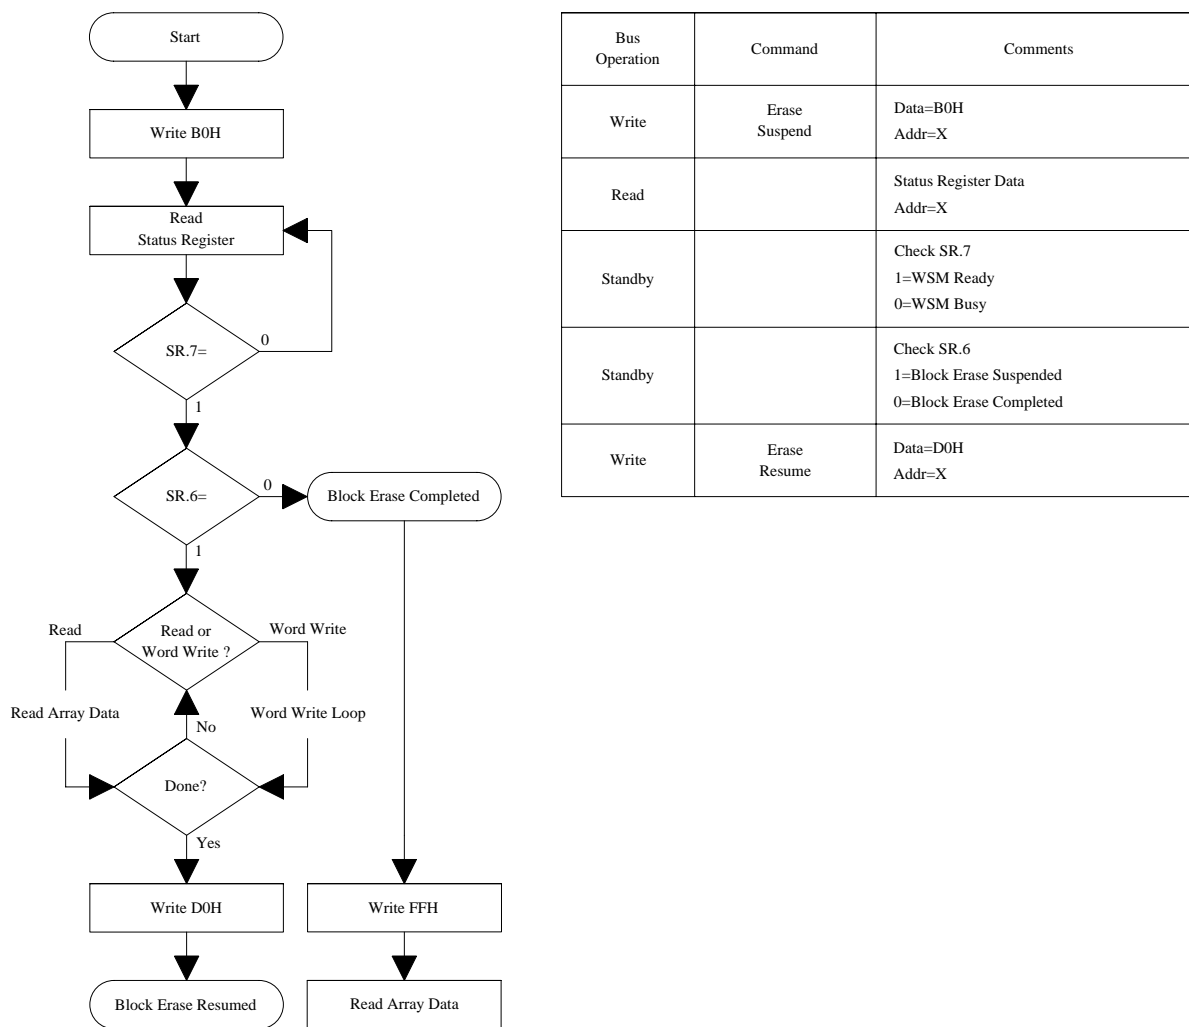 Start
Write B0H
Read
Status Register
SR.7=
0
1
SR.6=
0
Block Erase Completed
1
Read
Read or
Word Write ?
Word Write
Read Array Data
No
Word Write Loop
Done?
Yes
Write D0H
Write FFH
Block Erase Resumed
Read Array Data
Bus
Operation
Command
Comments
Write
Erase
Suspend
Data=B0H
Addr=X
Read
Status Register Data
Addr=X
Standby
Check SR.7
1=WSM Ready
0=WSM Busy
Standby
Check SR.6
1=Block Erase Suspended
0=Block Erase Completed
Write
Erase
Resume
Data=D0H
Addr=X